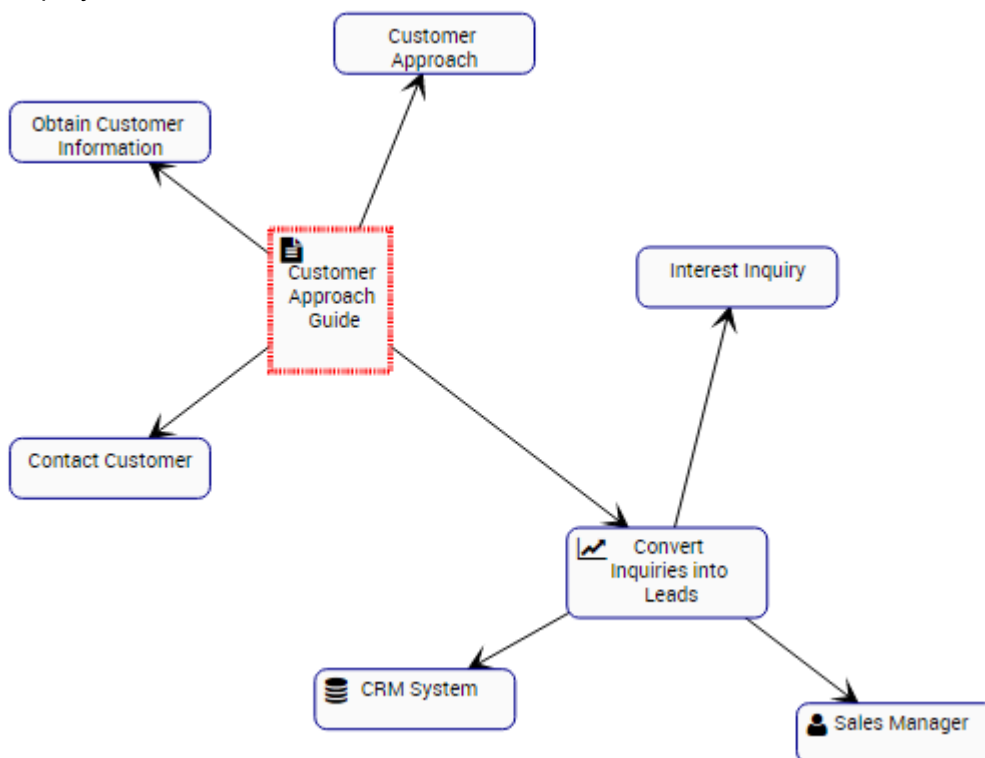 Customer
Approach
Obtain Customer
Information
Customer
Approach
Guide
Interest Inquiry
Contact Customer
Convert
Inquiries into
Leads
CRM System
Sales Manager